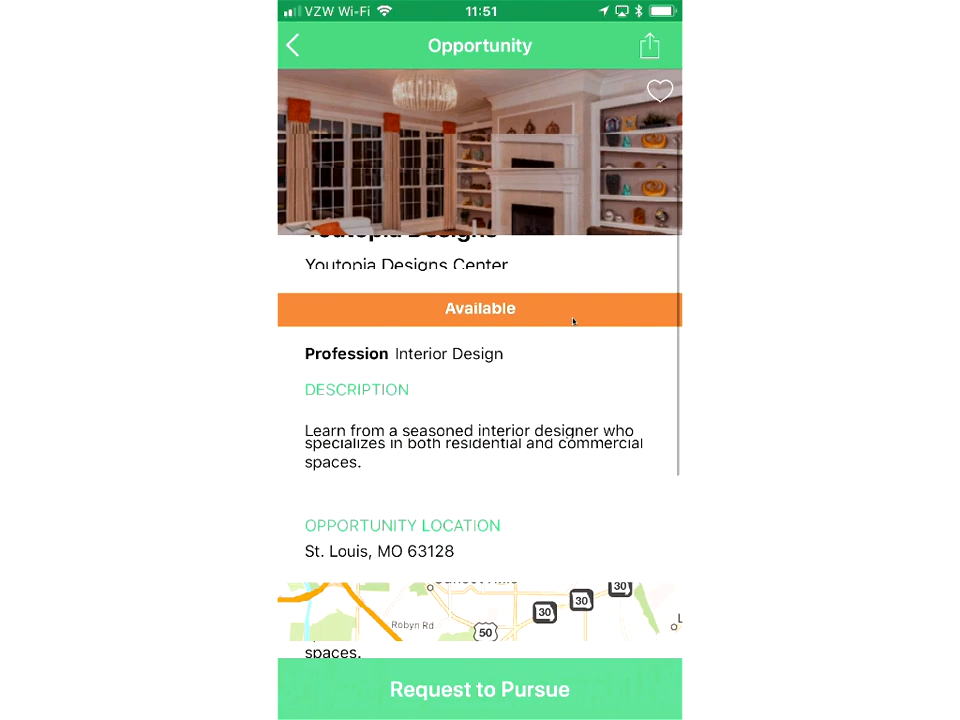 VZW Wi-Fi
11:51
Opportunity
Youtopia Designs
Youtopia Designs Center
Available
Profession Interior Design
DESCRIPTION
Learn from a seasoned interior designer who
specializes in both residential and commercial
spaces.
OPPORTUNITY LOCATION
St. Louis, MO 63128
30
30
30
Robyn Rd
50
L
spaces.
Request to Pursue